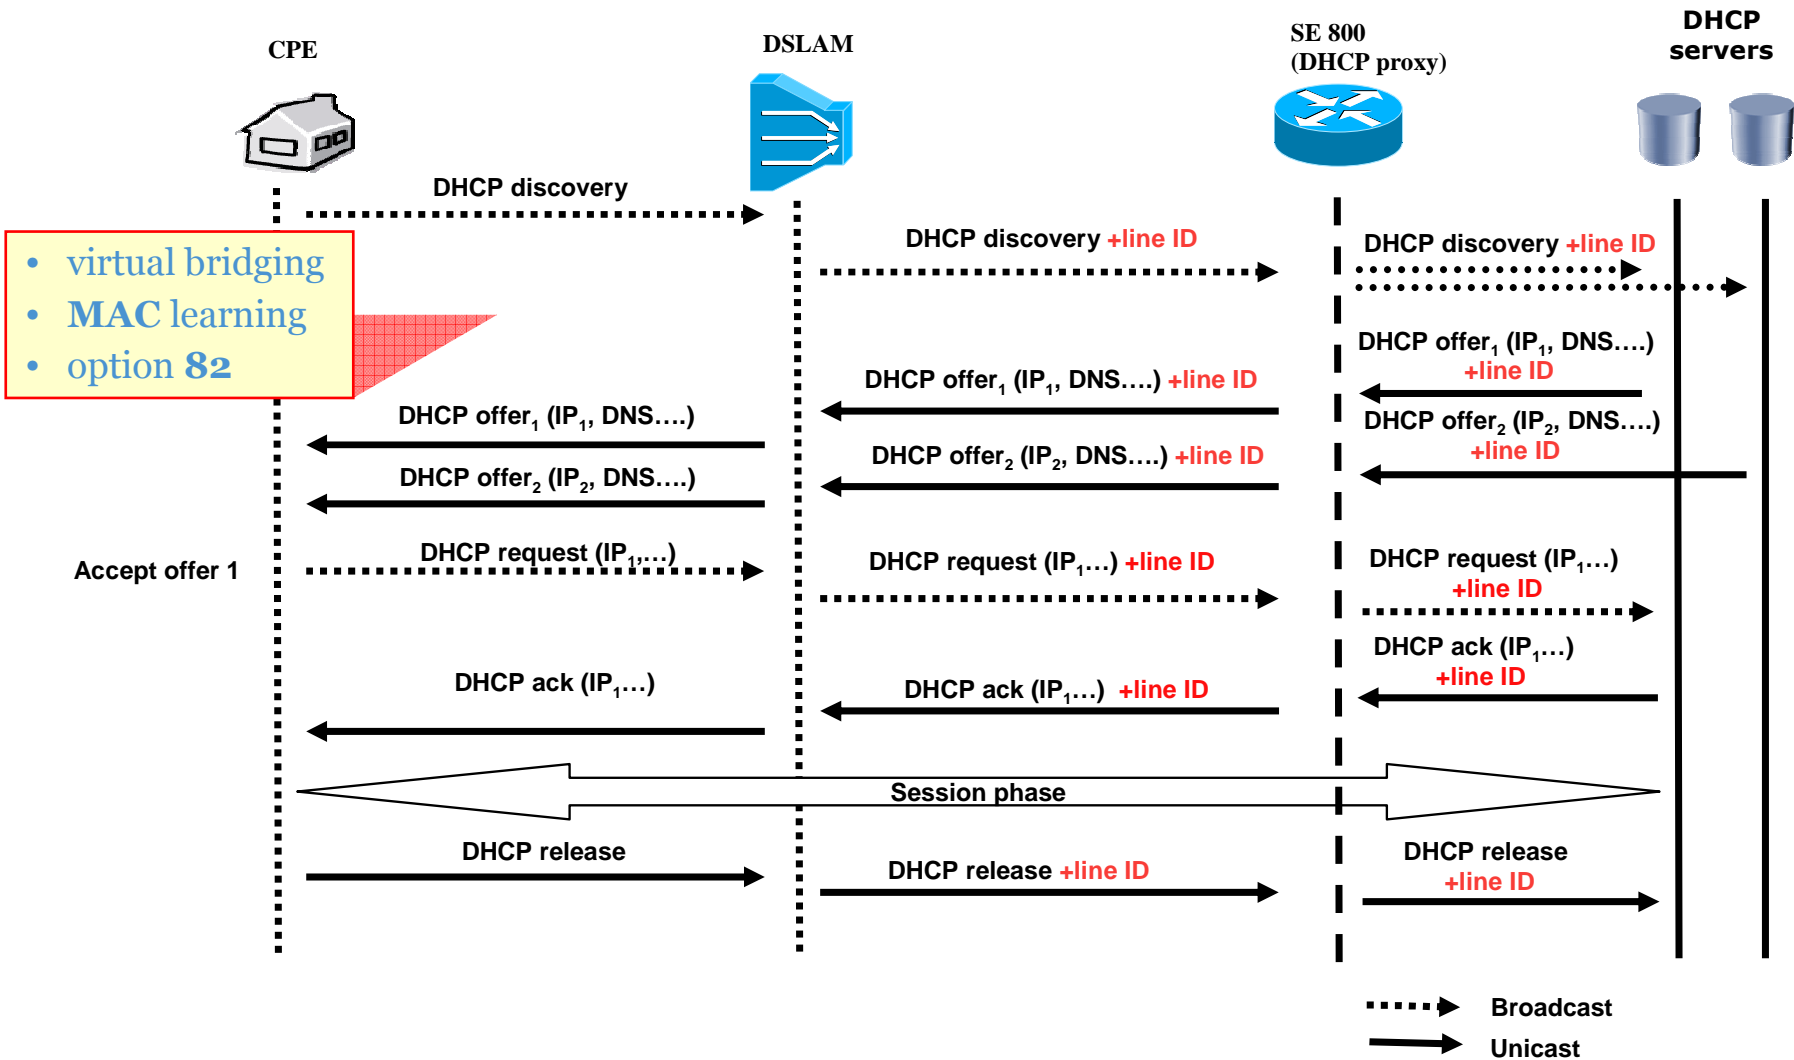 CPE
DSLAM
SE 800
(DHCP proxy)
DHCP
servers
DHCP discovery
DHCP discovery +line ID
DHCP discovery +line ID
• virtual bridging
• MAC learning
• option 82
DHCP offer1 (IP1, DNS….)
+line ID
DHCP offer1 (IP1, DNS….) +line ID
DHCP offer1 (IP1, DNS….)
DHCP offer2 (IP2, DNS….)
+line ID
DHCP offer2 (IP2, DNS….) +line ID
DHCP offer2 (IP2, DNS….)
Accept offer 1
DHCP request (IP1,…)
DHCP request (IP1…) +line ID
DHCP request (IP1…)
+line ID
DHCP ack (IP1…)
+line ID
DHCP ack (IP1…) +line ID
DHCP ack (IP1…)
Session phase
DHCP release
DHCP release +line ID
DHCP release
+line ID
Broadcast
Unicast